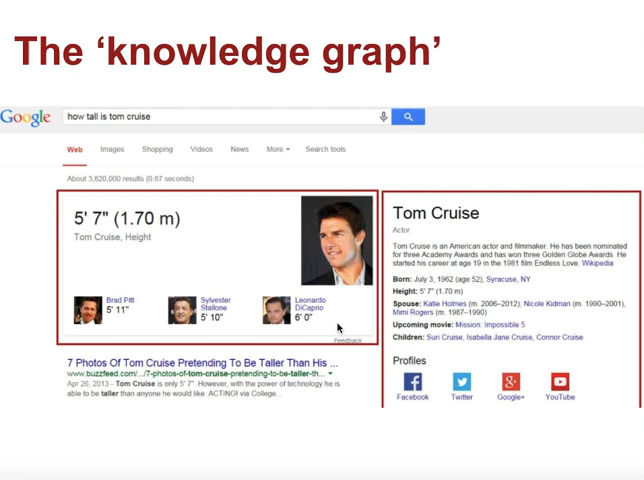 The ‘knowledge graph’
Google
how tall is tom cruise
Web Images Shopping Videos News More Search tools
About 3,820,000 results (0.67 seconds)
5' 7" (1.70 m)
Tom Cruise, Height
Brad Pitt
5' 11"
Sylvester
Stallone
5' 10"
Leonardo
DiCaprio
6' 0"
Feedback
7 Photos Of Tom Cruise Pretending To Be Taller Than His ...
www.buzzfeed.com/.../7-photos-of-tom-cruise-pretending-to-be-taller-th...
Apr 26, 2013 - Tom Cruise is only 5' 7". However, with the power of technology he is
able to be taller than anyone he would like. ACTING! via College...
Tom Cruise
Actor
Tom Cruise is an American actor and filmmaker. He has been nominated
for three Academy Awards and has won three Golden Globe Awards. He
started his career at age 19 in the 1981 film Endless Love. Wikipedia
Born: July 3, 1962 (age 52), Syracuse, NY
Height: 5' 7" (1.70 m)
Spouse: Katie Holmes (m. 2006–2012), Nicole Kidman (m. 1990–2001),
Mimi Rogers (m. 1987–1990)
Upcoming movie: Mission: Impossible 5
Children: Suri Cruise, Isabella Jane Cruise, Connor Cruise
Profiles
Facebook Twitter Google+ YouTube